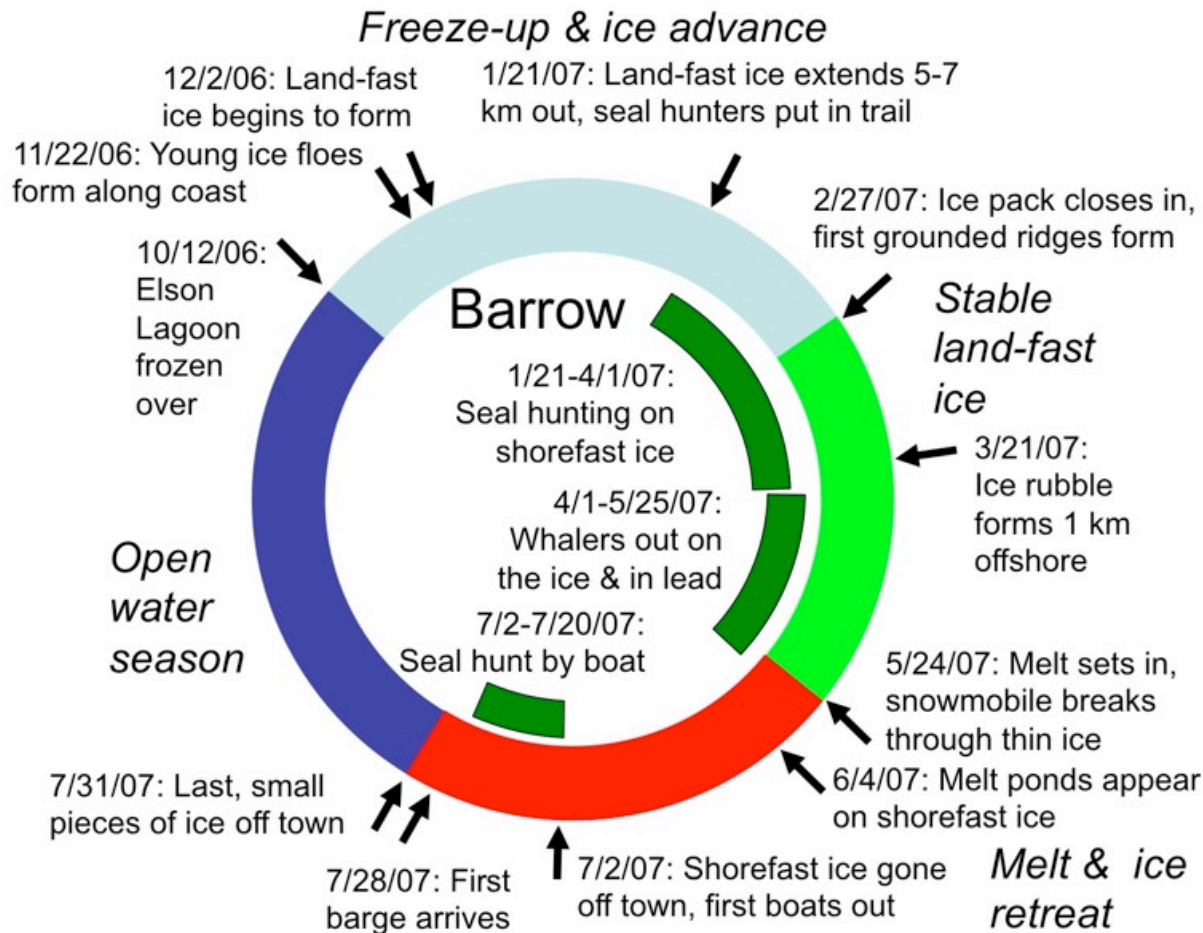 Freeze-up & ice advance
12/2/06: Land-fast
ice begins to form
1/21/07: Land-fast ice extends 5-7
km out, seal hunters put in trail
11/22/06: Young ice floes
form along coast
2/27/07: Ice pack closes in,
first grounded ridges form
10/12/06:
Elson
Lagoon
frozen
over
Barrow
Stable
land-fast
ice
1/21-4/1/07:
Seal hunting on
shorefast ice
3/21/07:
Ice rubble
forms 1 km
offshore
4/1-5/25/07:
Whalers out on
the ice & in lead
Open
water
season
7/2-7/20/07:
Seal hunt by boat
5/24/07: Melt sets in,
snowmobile breaks
through thin ice
6/4/07: Melt ponds appear
on shorefast ice
7/31/07: Last, small
pieces of ice off town
7/28/07: First
barge arrives
7/2/07: Shorefast ice gone
off town, first boats out
Melt & ice
retreat